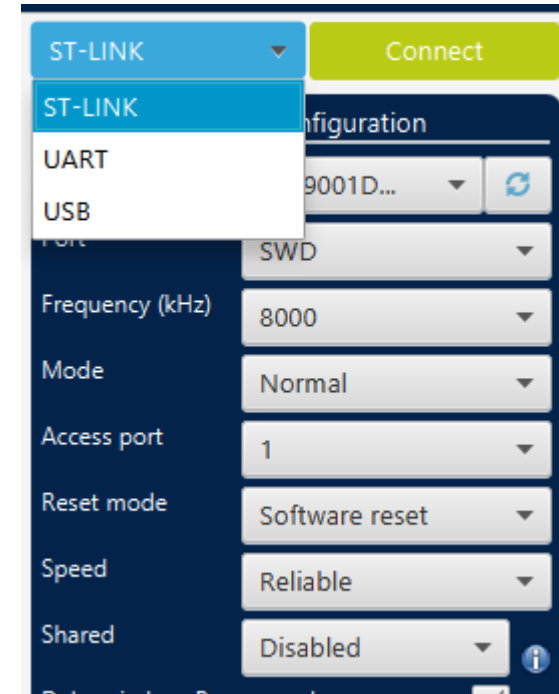 ST-LINK Connect
ST-LINK
UART
USB
nfiguration
9001D...
Port SWD
Frequency (kHz) 8000
Mode Normal
Access port 1
Reset mode Software reset
Speed Reliable
Shared Disabled